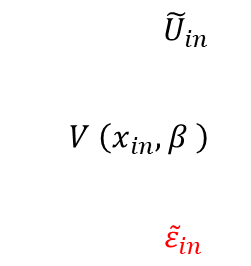 Ũ_in
V (x_in, β )
ε̃_in